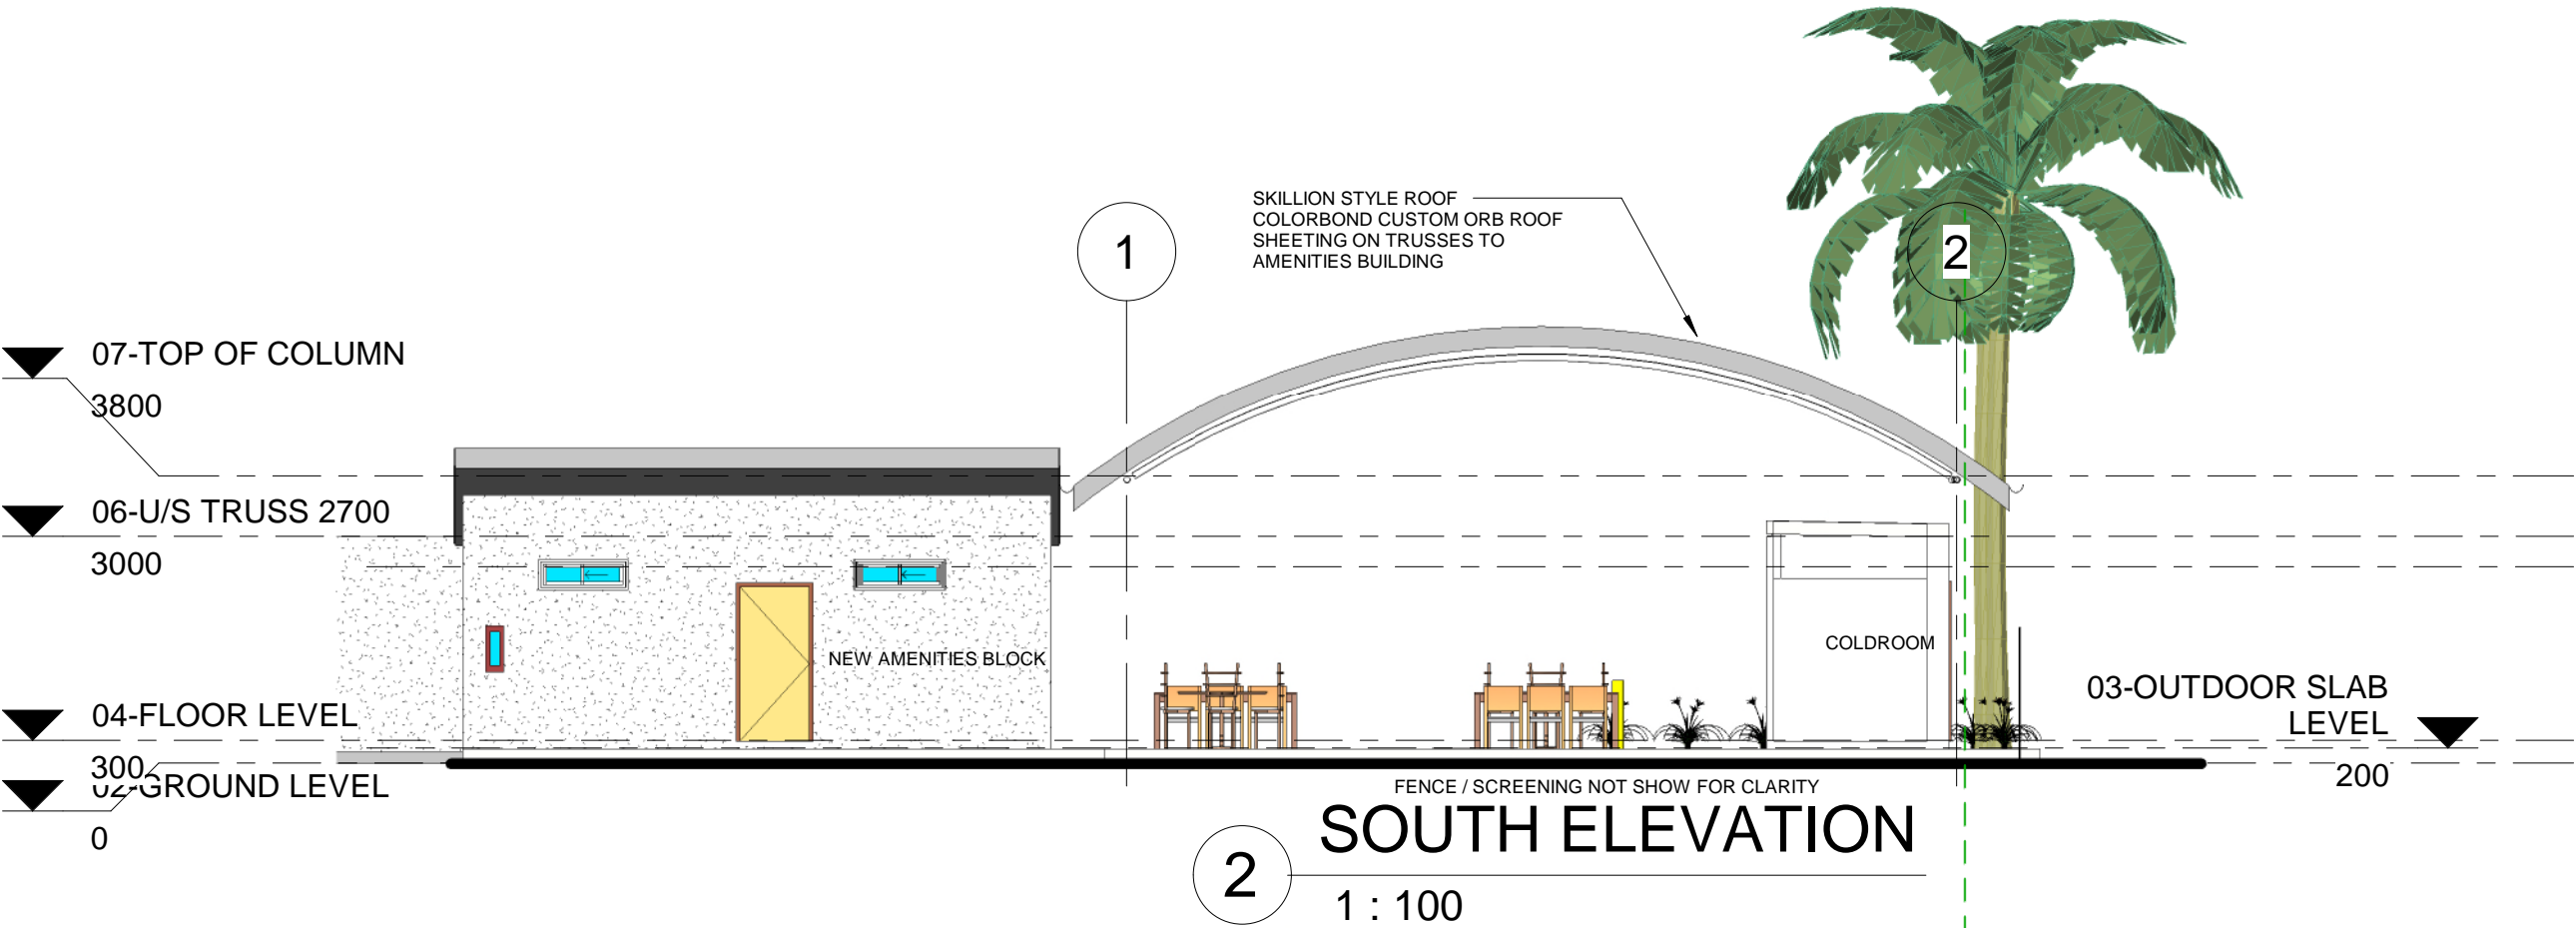 SKILLION STYLE ROOF
COLORBOND CUSTOM ORB ROOF
SHEETING ON TRUSSES TO
AMENITIES BUILDING
1
2
07-TOP OF COLUMN
3800
06-U/S TRUSS 2700
3000
NEW AMENITIES BLOCK
COLDROOM
04-FLOOR LEVEL
300
02-GROUND LEVEL
0
03-OUTDOOR SLAB
LEVEL
200
FENCE / SCREENING NOT SHOW FOR CLARITY
2
SOUTH ELEVATION
1 : 100